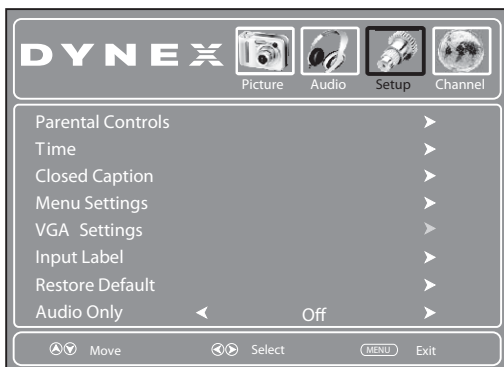 DYNEX
Picture Audio Setup Channel
Parental Controls
Time
Closed Caption
Menu Settings
VGA Settings
Input Label
Restore Default
Audio Only Off
Move Select MENU Exit